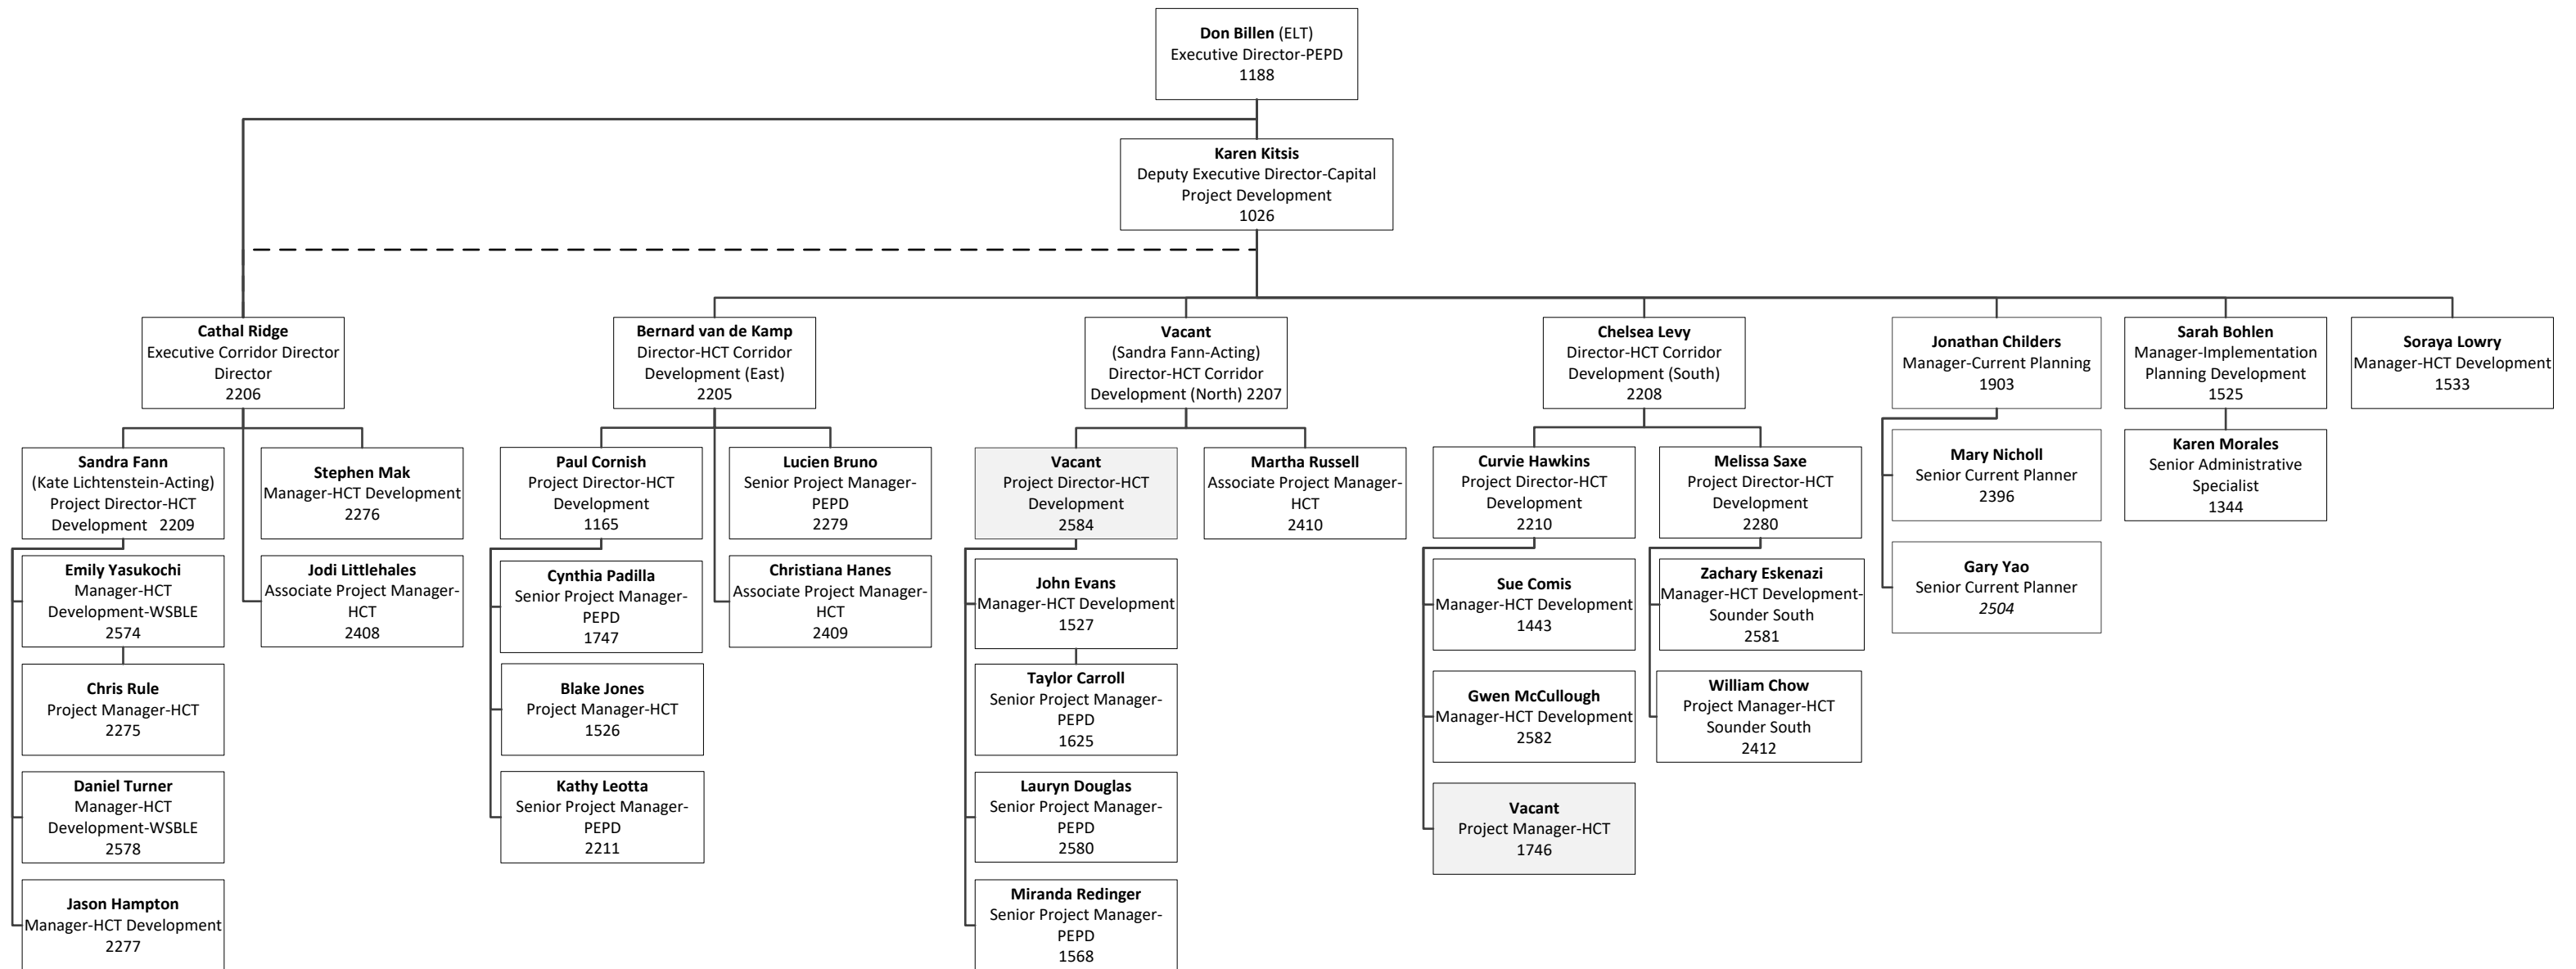 Don Billen (ELT)
Executive Director-PEPD
1188
Karen Kitsis
Deputy Executive Director-Capital
Project Development
1026
Cathal Ridge
Executive Corridor Director
Director
2206
Bernard van de Kamp
Director-HCT Corridor
Development (East)
2205
Vacant
(Sandra Fann-Acting)
Director-HCT Corridor
Development (North) 2207
Chelsea Levy
Director-HCT Corridor
Development (South)
2208
Jonathan Childers
Manager-Current Planning
1903
Sarah Bohlen
Manager-Implementation
Planning Development
1525
Soraya Lowry
Manager-HCT Development
1533
Sandra Fann
(Kate Lichtenstein-Acting)
Project Director-HCT
Development 2209
Stephen Mak
Manager-HCT Development
2276
Paul Cornish
Project Director-HCT
Development
1165
Lucien Bruno
Senior Project Manager-
PEPD
2279
Vacant
Project Director-HCT
Development
2584
Martha Russell
Associate Project Manager-
HCT
2410
Curvie Hawkins
Project Director-HCT
Development
2210
Melissa Saxe
Project Director-HCT
Development
2280
Mary Nicholl
Senior Current Planner
2396
Karen Morales
Senior Administrative
Specialist
1344
Emily Yasukochi
Manager-HCT
Development-WSBLE
2574
Jodi Littlehales
Associate Project Manager-
HCT
2408
Cynthia Padilla
Senior Project Manager-
PEPD
1747
Christiana Hanes
Associate Project Manager-
HCT
2409
John Evans
Manager-HCT Development
1527
Sue Comis
Manager-HCT Development
1443
Zachary Eskenazi
Manager-HCT Development-
Sounder South
2581
Gary Yao
Senior Current Planner
2504
Chris Rule
Project Manager-HCT
2275
Blake Jones
Project Manager-HCT
1526
Taylor Carroll
Senior Project Manager-
PEPD
1625
Gwen McCullough
Manager-HCT Development
2582
William Chow
Project Manager-HCT
Sounder South
2412
Daniel Turner
Manager-HCT
Development-WSBLE
2578
Kathy Leotta
Senior Project Manager-
PEPD
2211
Lauryn Douglas
Senior Project Manager-
PEPD
2580
Vacant
Project Manager-HCT
1746
Jason Hampton
Manager-HCT Development
2277
Miranda Redinger
Senior Project Manager-
PEPD
1568